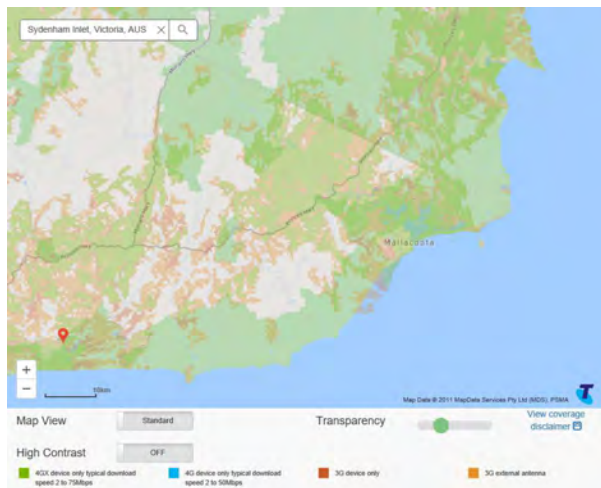 Sydenham Inlet, Victoria, AUS
Mallacoota
10km
Map Data © 2011 MapData Services Pty Ltd (MDS), PSMA
Map View
Standard
Transparency
View coverage
disclaimer
High Contrast
OFF
4GX device only typical download
speed 2 to 75Mbps
4G device only typical download
speed 2 to 50Mbps
3G device only
3G external antenna